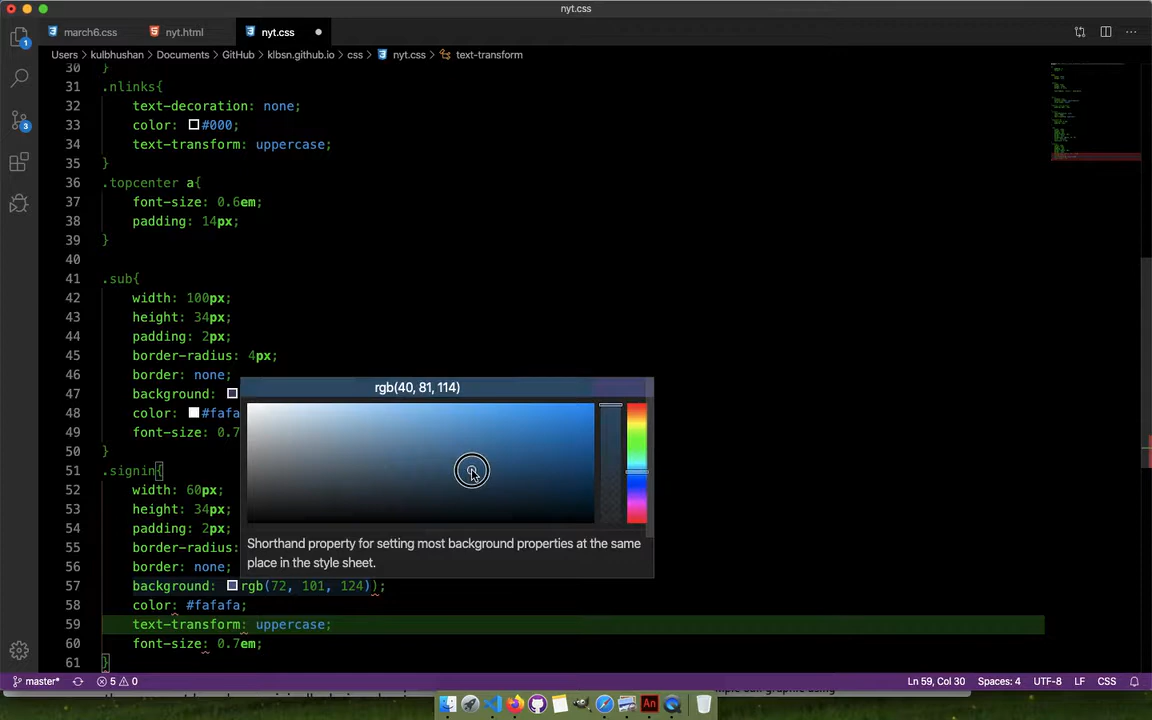 nyt.css
march6.css
nyt.html
nyt.css
Users > kulbhushan > Documents > GitHub > klbsn.github.io > css > nyt.css > text-transform
30 }
31 .nlinks{
32 text-decoration: none;
33 color: #000;
34 text-transform: uppercase;
35 }
36 .topcenter a{
37 font-size: 0.6em;
38 padding: 14px;
39 }
40
41 .sub{
42 width: 100px;
43 height: 34px;
44 padding: 2px;
45 border-radius: 4px;
46 border: none;
47 background:
48 color: #fafa
49 font-size: 0.7
50 }
51 .signin{
52 width: 60px;
53 height: 34px;
54 padding: 2px;
55 border-radius:
56 border: none;
57 background: rgb(72, 101, 124));
58 color: #fafafa;
59 text-transform: uppercase;
60 font-size: 0.7em;
61 }
rgb(40, 81, 114)
Shorthand property for setting most background properties at the same
place in the style sheet.
1
3
master*
5
0
Ln 59, Col 30
Spaces: 4
UTF-8
LF
CSS
An